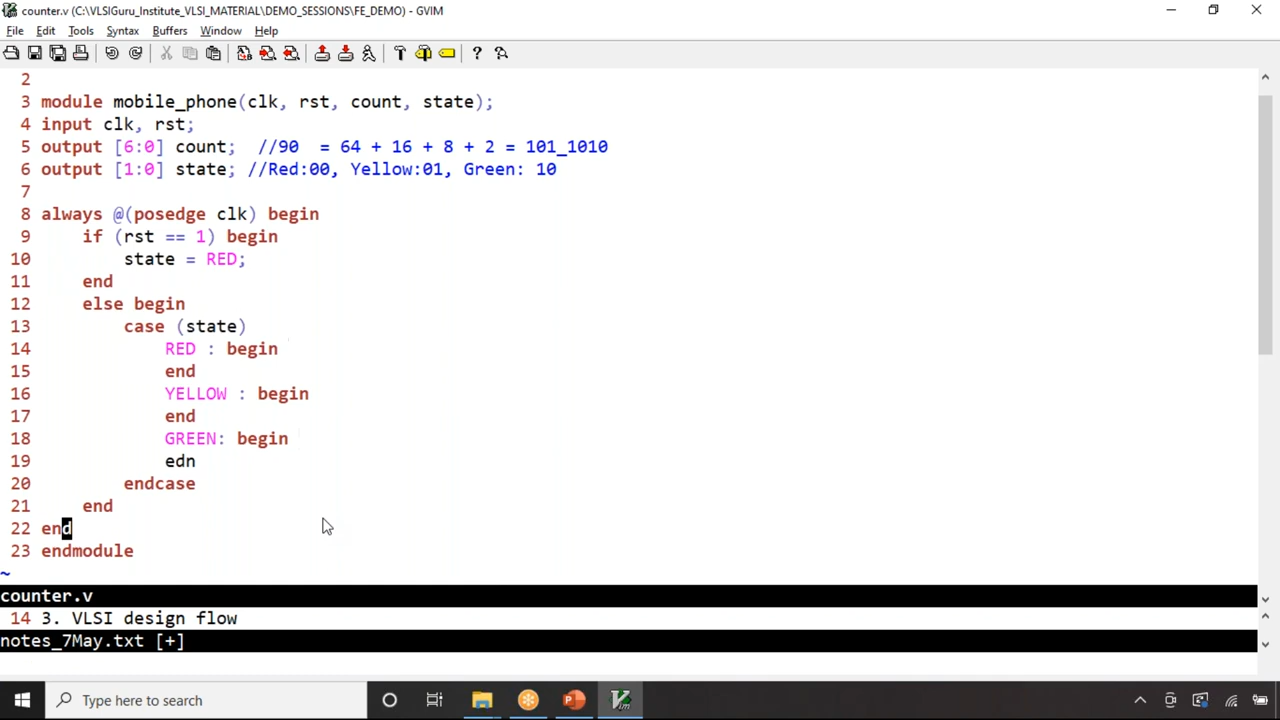 counter.v (C:\VLSIGuru_Institute_VLSI_MATERIAL\DEMO_SESSIONS\FE_DEMO) - GVIM
File Edit Tools Syntax Buffers Window Help
2
3 module mobile_phone(clk, rst, count, state);
4 input clk, rst;
5 output [6:0] count;  //90  = 64 + 16 + 8 + 2 = 101_1010
6 output [1:0] state; //Red:00, Yellow:01, Green: 10
7
8 always @(posedge clk) begin
9     if (rst == 1) begin
10         state = RED;
11     end
12     else begin
13         case (state)
14             RED : begin
15             end
16             YELLOW : begin
17             end
18             GREEN: begin
19             edn
20         endcase
21     end
22 end
23 endmodule
~
counter.v
14 3. VLSI design flow
notes_7May.txt [+]
Type here to search